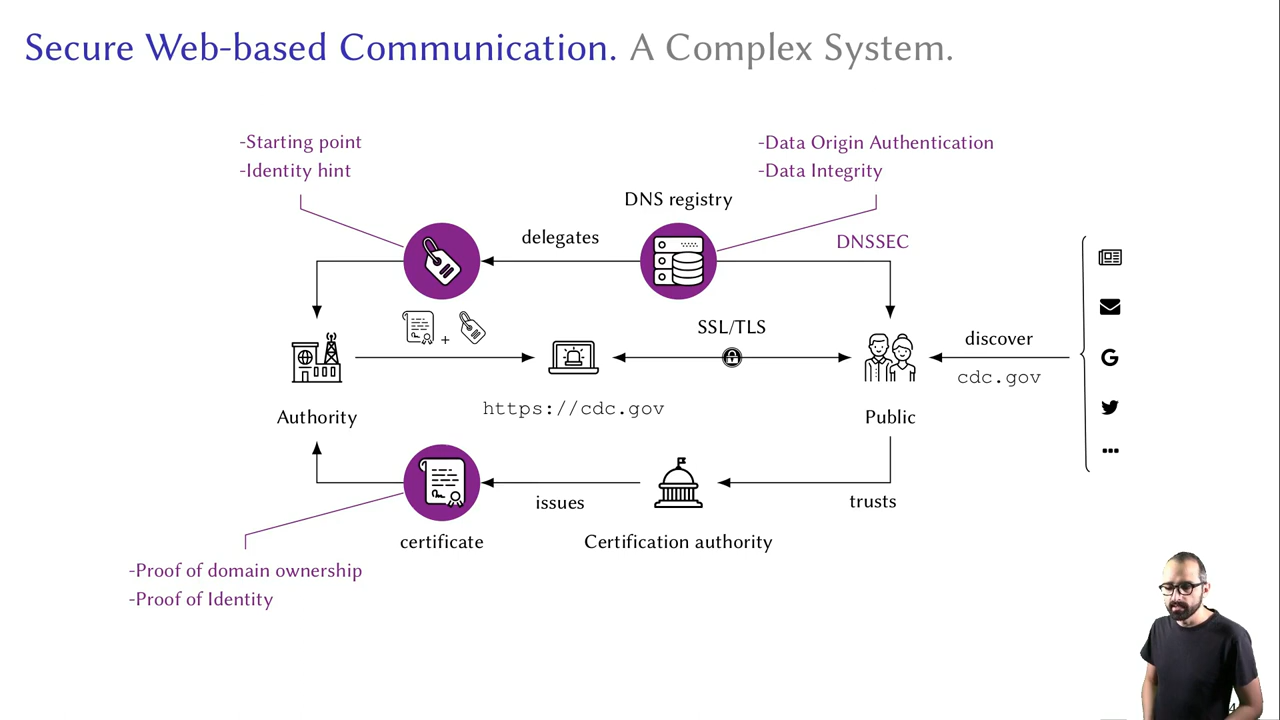 Secure Web-based Communication. A Complex System.
-Starting point
-Identity hint
-Data Origin Authentication
-Data Integrity
DNS registry
delegates
DNSSEC
+
SSL/TLS
discover
cdc.gov
https://cdc.gov
Authority
Public
issues
trusts
certificate
Certification authority
-Proof of domain ownership
-Proof of Identity